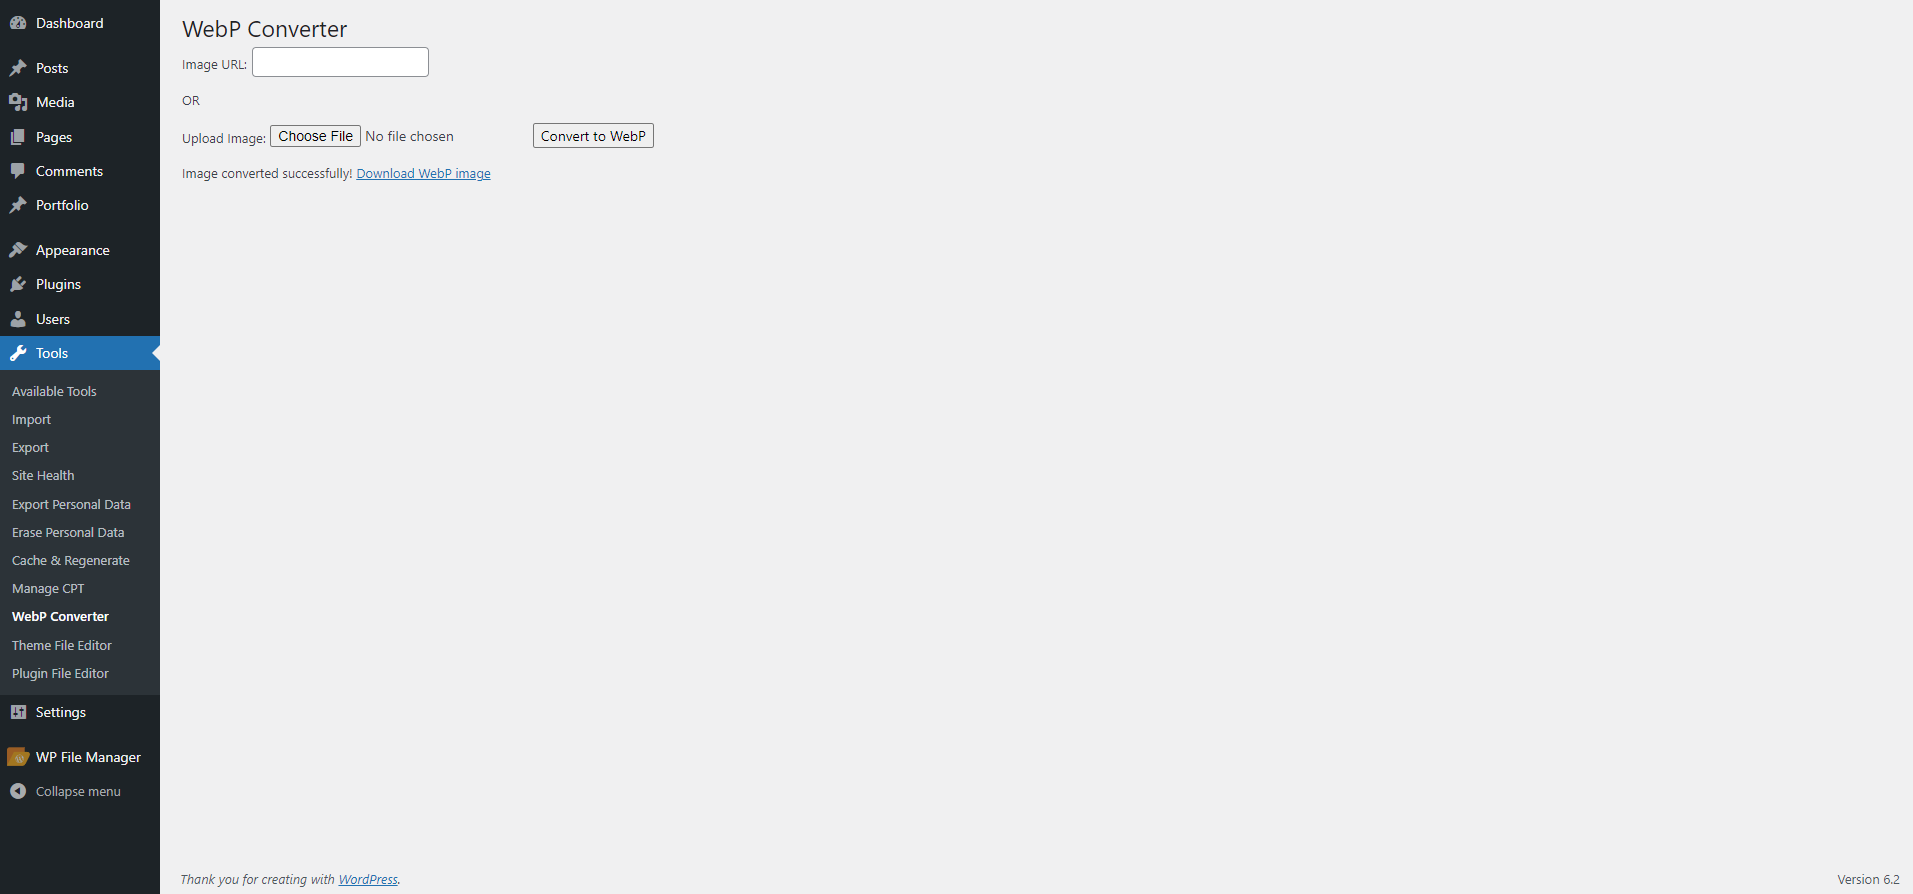 Dashboard
Posts
Media
Pages
Comments
Portfolio
Appearance
Plugins
Users
Tools
Available Tools
Import
Export
Site Health
Export Personal Data
Erase Personal Data
Cache & Regenerate
Manage CPT
WebP Converter
Theme File Editor
Plugin File Editor
Settings
WP File Manager
Collapse menu
WebP Converter
Image URL:
OR
Upload Image: Choose File No file chosen Convert to WebP
Image converted successfully! Download WebP image
Thank you for creating with WordPress. Version 6.2